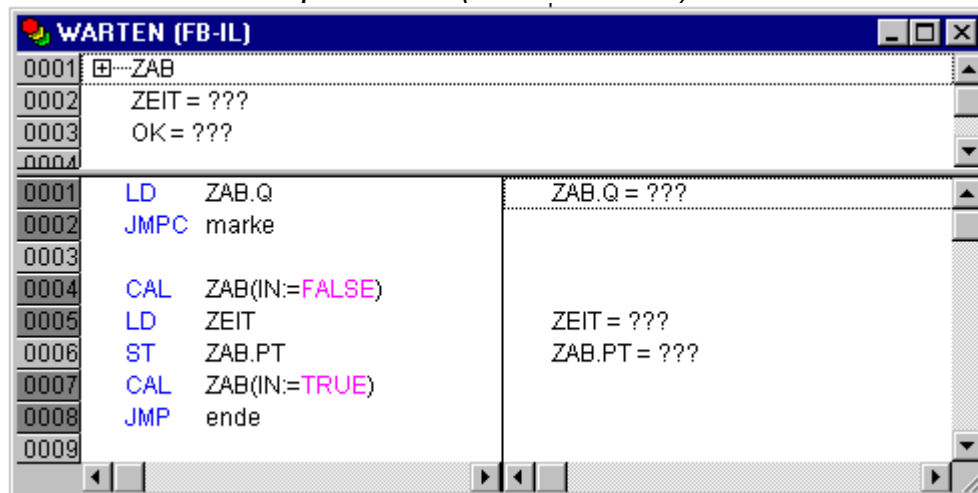 WARTEN (FB-IL)
0001 ZAB
0002 ZEIT = ???
0003 OK = ???
0004
0001 LD ZAB.Q ZAB.Q = ???
0002 JMPC marke
0003
0004 CAL ZAB(IN:=FALSE)
0005 LD ZEIT ZEIT = ???
0006 ST ZAB.PT ZAB.PT = ???
0007 CAL ZAB(IN:=TRUE)
0008 JMP ende
0009